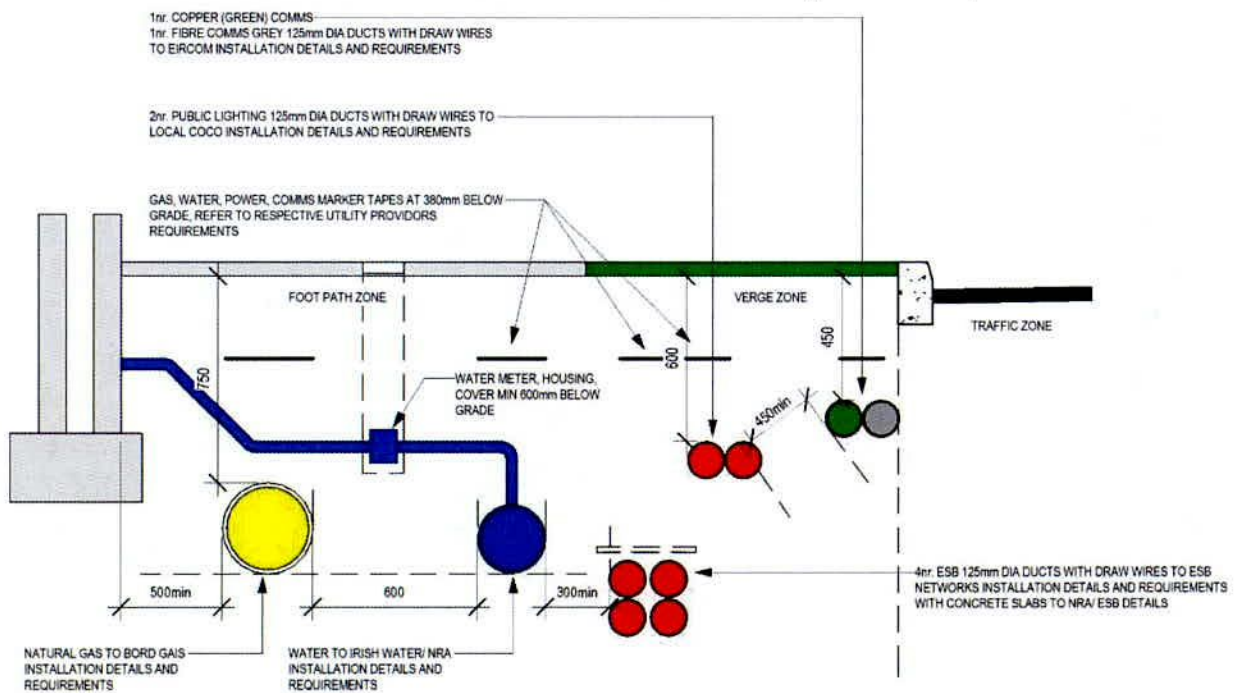 1nr. COPPER (GREEN) COMMS
1nr. FIBRE COMMS GREY 125mm DIA DUCTS WITH DRAW WIRES
TO EIRCOM INSTALLATION DETAILS AND REQUIREMENTS
2nr. PUBLIC LIGHTING 125mm DIA DUCTS WITH DRAW WIRES TO
LOCAL COCO INSTALLATION DETAILS AND REQUIREMENTS
GAS, WATER, POWER, COMMS MARKER TAPES AT 380mm BELOW
GRADE, REFER TO RESPECTIVE UTILITY PROVIDORS
REQUIREMENTS
FOOT PATH ZONE
VERGE ZONE
TRAFFIC ZONE
750
600
450
WATER METER, HOUSING,
COVER MIN 600mm BELOW
GRADE
450min
500min
600
300min
4nr. ESB 125mm DIA DUCTS WITH DRAW WIRES TO ESB
NETWORKS INSTALLATION DETAILS AND REQUIREMENTS
WITH CONCRETE SLABS TO NRA/ ESB DETAILS
NATURAL GAS TO BORD GAIS
INSTALLATION DETAILS AND
REQUIREMENTS
WATER TO IRISH WATER/ NRA
INSTALLATION DETAILS AND
REQUIREMENTS